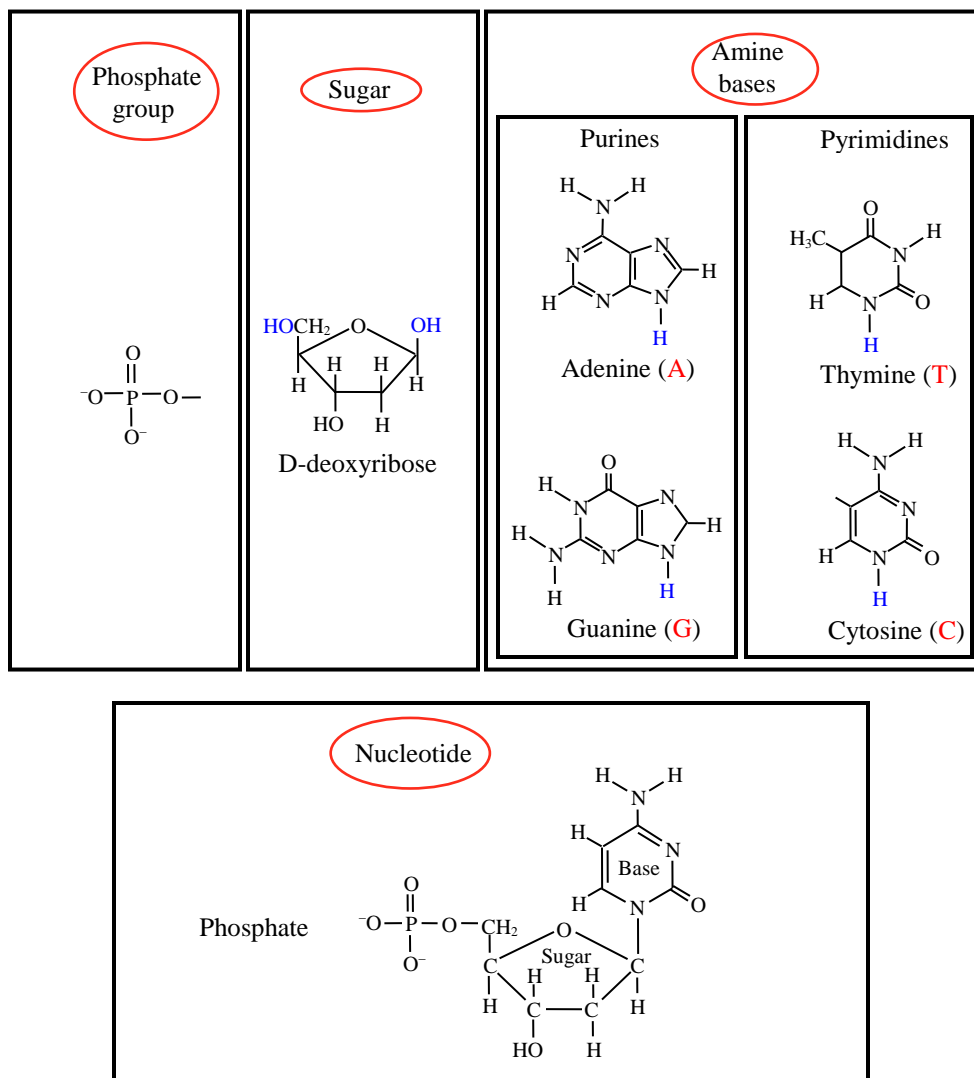 Phosphate
group
Sugar
Amine
bases
Purines
Pyrimidines
H H
N
N N
H
H N N
H
Adenine (A)
O
H₃C H
N
H N O
H
Thymine (T)
HOCH₂ O OH
H H H H
HO H
D-deoxyribose
O
⁻O P O
O⁻
O
H N N
H H
N N N
H H
Guanine (G)
H H
N
N
H N O
H
Cytosine (C)
Nucleotide
H H
N
H
N
Base
H N O
O
Phosphate ⁻O P O CH₂ O
O⁻ C Sugar C
H H H H
C C
HO H